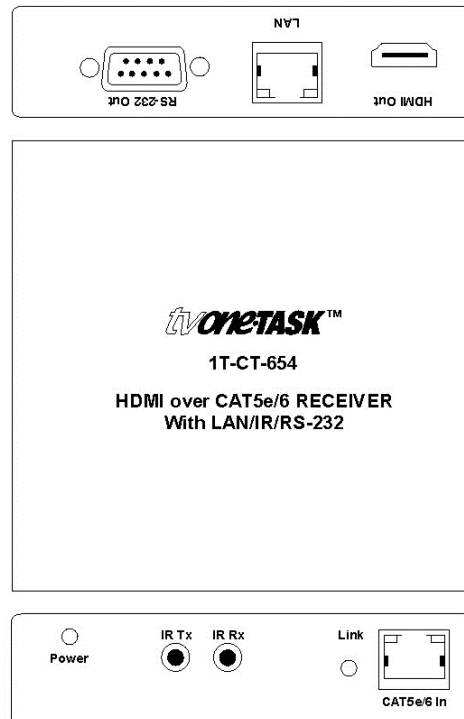 LAN
RS-232 Out
HDMI Out
tvone•TASK™
1T-CT-654
HDMI over CAT5e/6 RECEIVER
With LAN/IR/RS-232
IR Tx IR Rx Link
Power
CAT5e/6 In